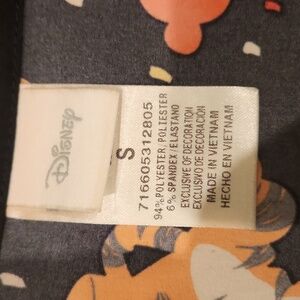 Disney
S
716605312805
94% POLYESTER/POLIESTER
6% SPANDEX/ELASTANO
EXCLUSIVE OF DECORATION
EXCLUSIVO DE DECORACIÓN
MADE IN VIETNAM
HECHO EN VIETNAM